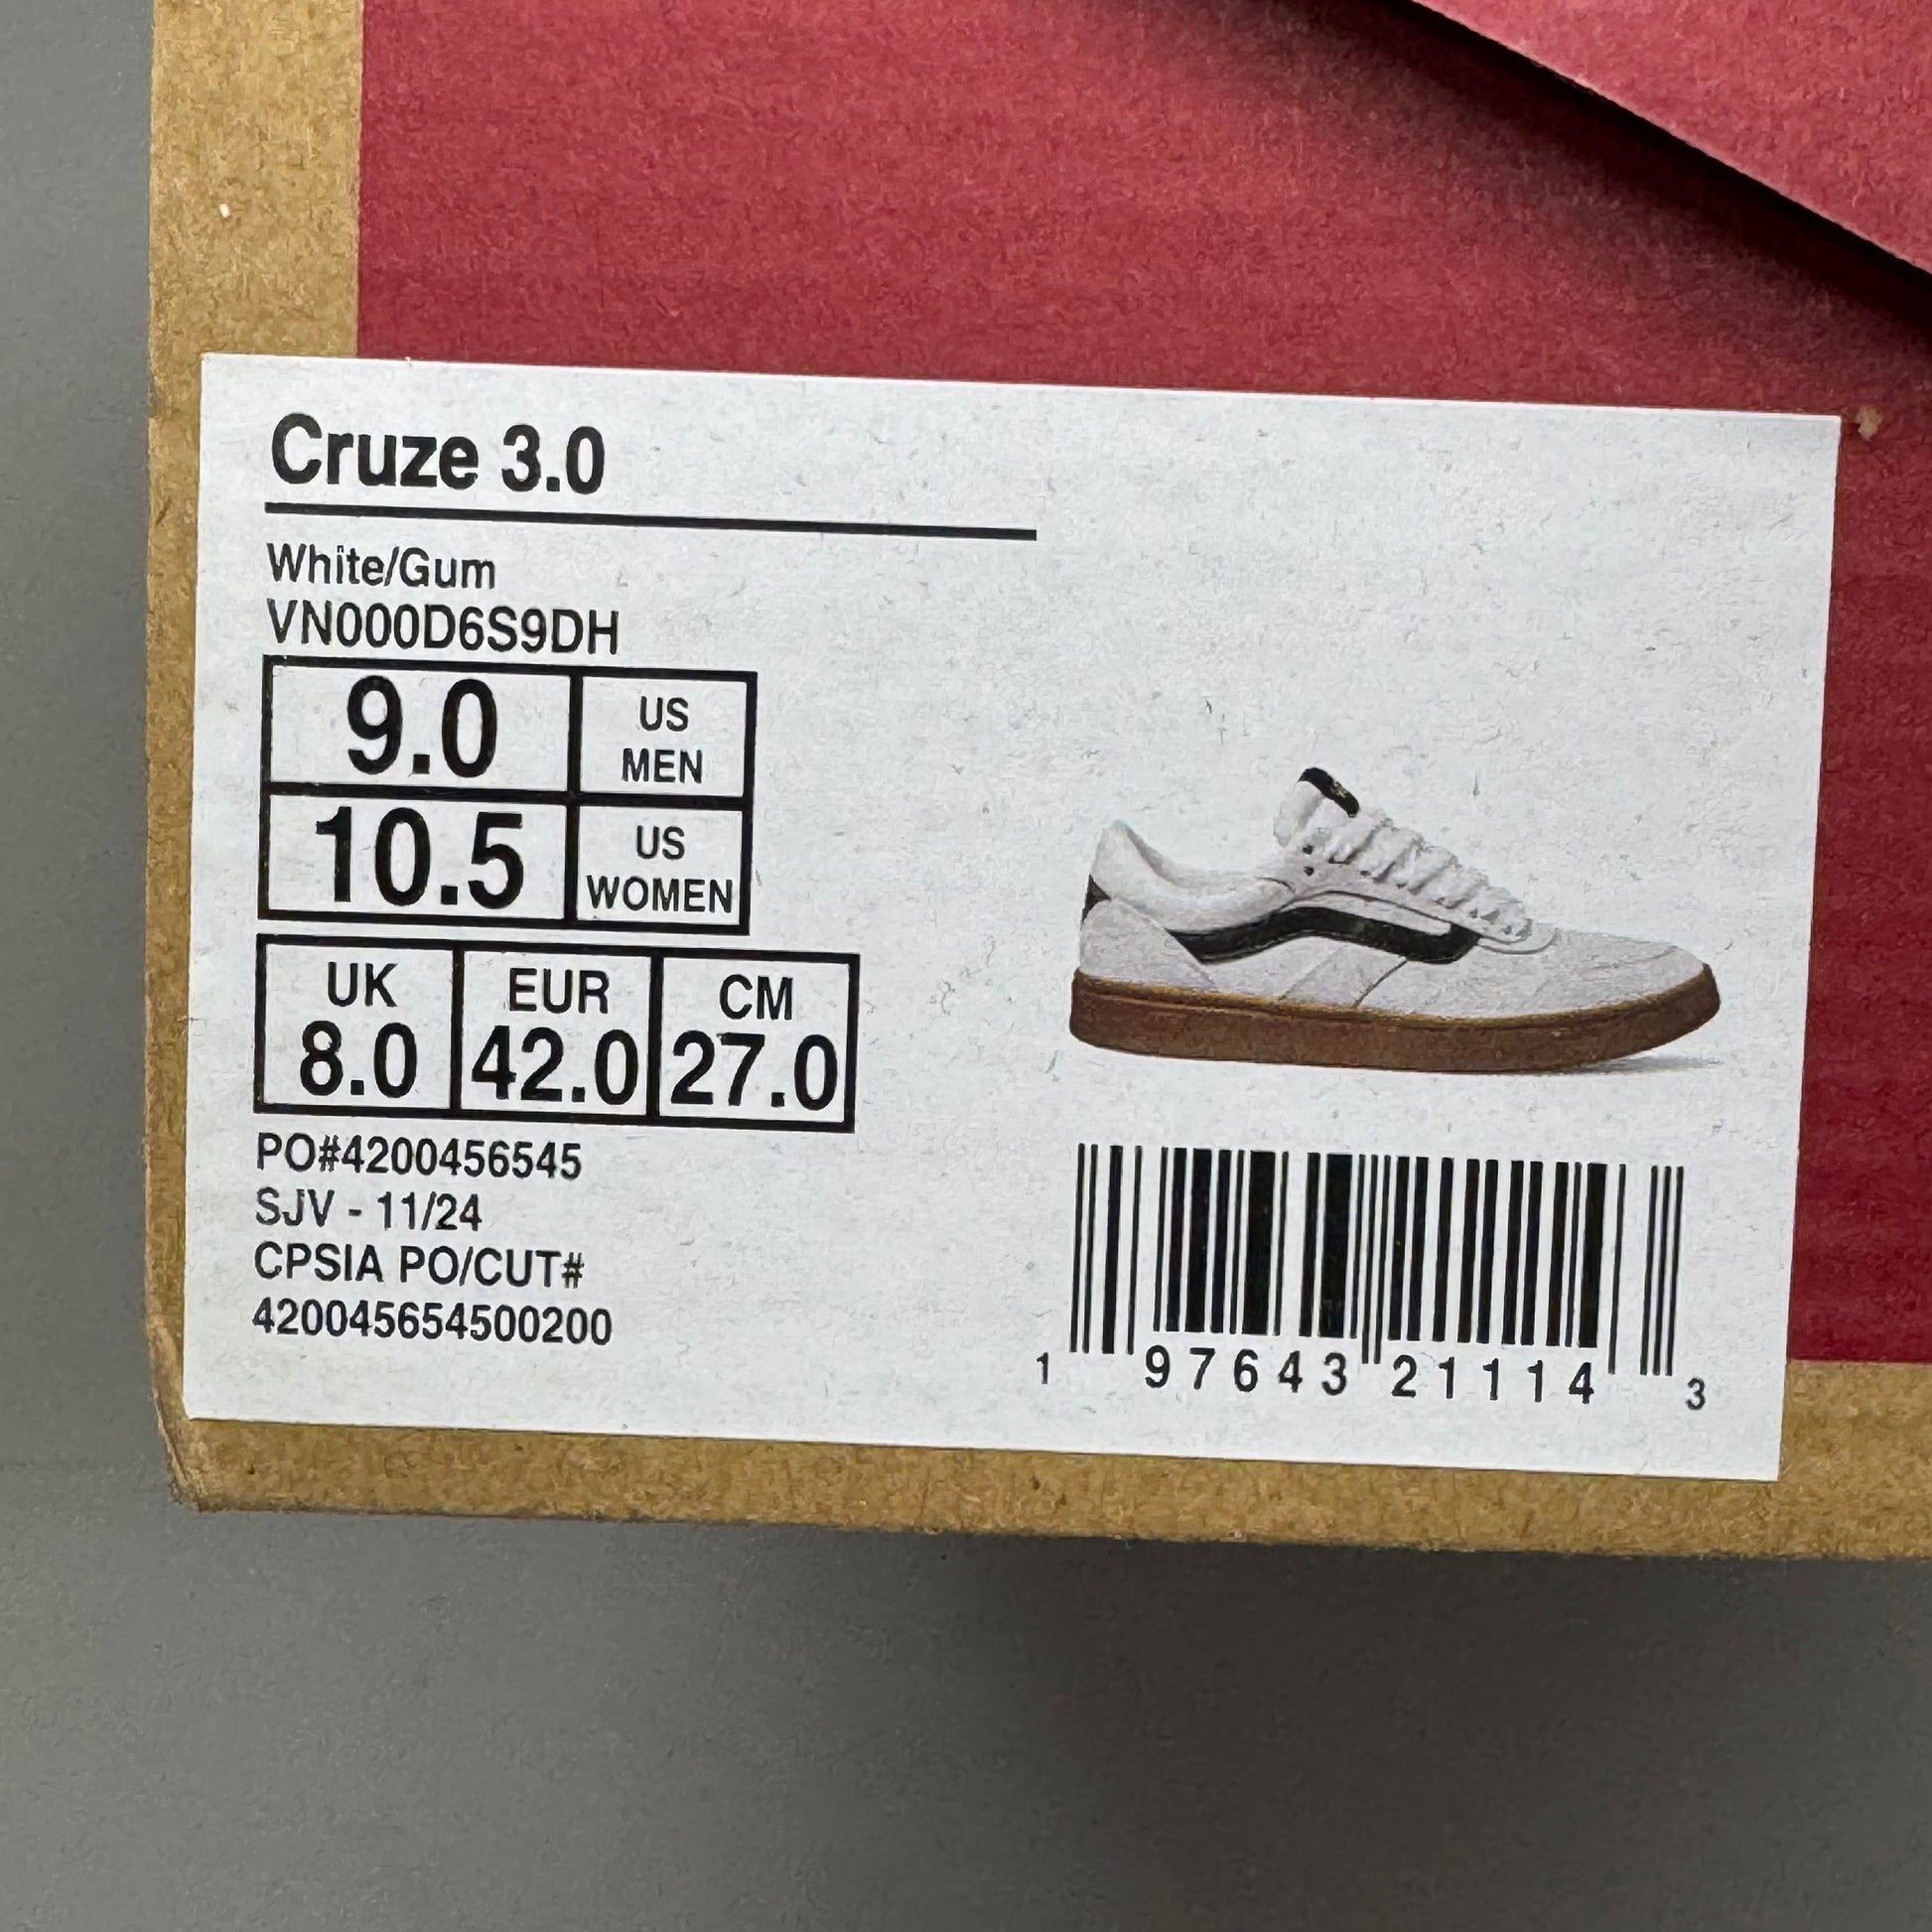 Cruze 3.0
White/Gum
VN000D6S9DH
9.0 US MEN
10.5 US WOMEN
UK EUR CM
8.0 42.0 27.0
PO#4200456545
SJV - 11/24
CPSIA PO/CUT#
420045654500200
1 97643 21114 3